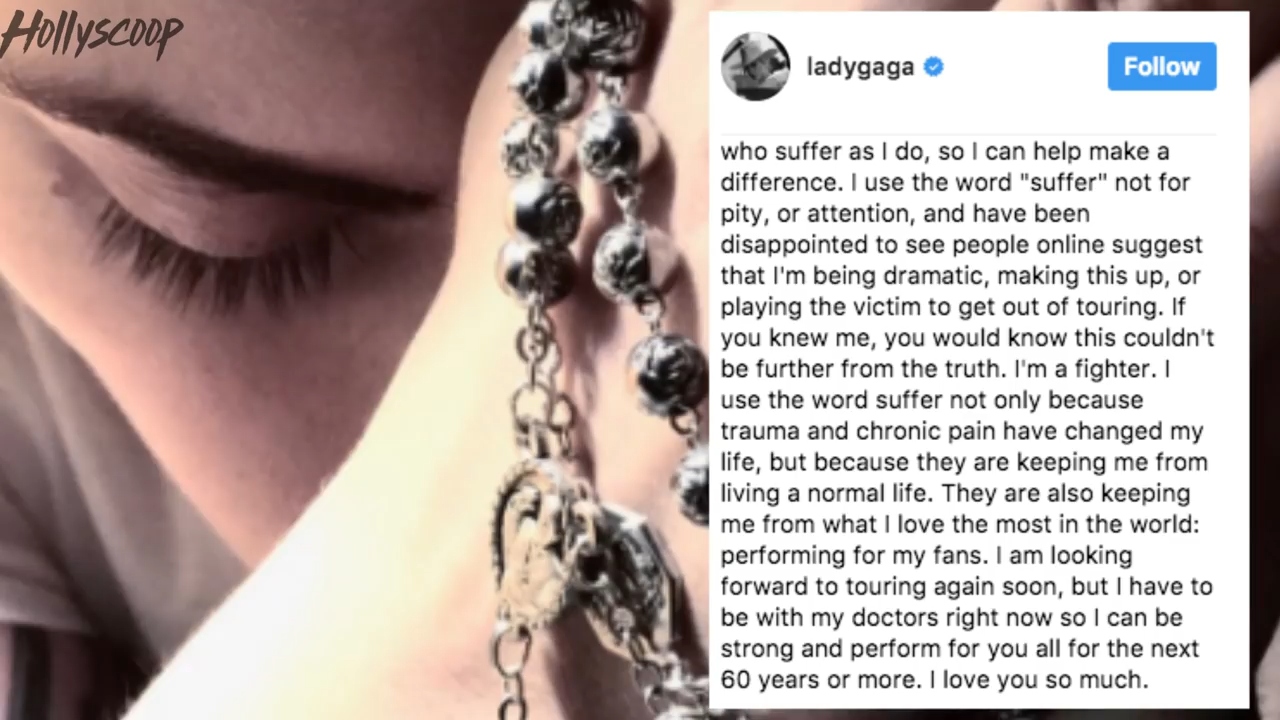 Hollyscoop
ladygaga
Follow
who suffer as I do, so I can help make a
difference. I use the word "suffer" not for
pity, or attention, and have been
disappointed to see people online suggest
that I'm being dramatic, making this up, or
playing the victim to get out of touring. If
you knew me, you would know this couldn't
be further from the truth. I'm a fighter. I
use the word suffer not only because
trauma and chronic pain have changed my
life, but because they are keeping me from
living a normal life. They are also keeping
me from what I love the most in the world:
performing for my fans. I am looking
forward to touring again soon, but I have to
be with my doctors right now so I can be
strong and perform for you all for the next
60 years or more. I love you so much.